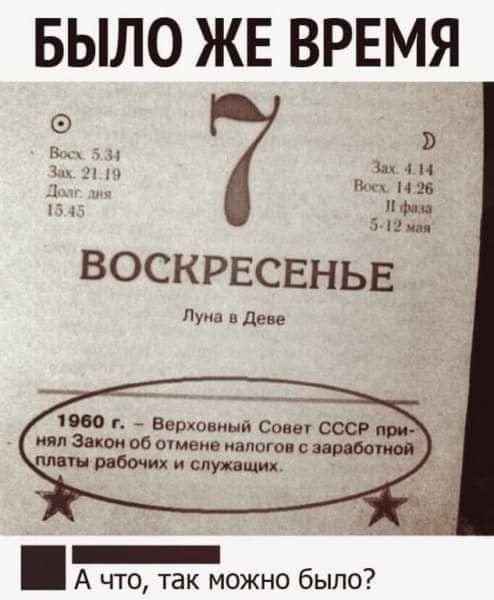 БЫЛО ЖЕ ВРЕМЯ
7
Восх. 5.34
Зах. 21.19
Долг. дня
15.45
Зах. 4.14
Восх. 14.26
II фаза
5-12 мая
ВОСКРЕСЕНЬЕ
Луна в Деве
1960 г. – Верховный Совет СССР при-
нял Закон об отмене налогов с заработной
платы рабочих и служащих.
А что, так можно было?